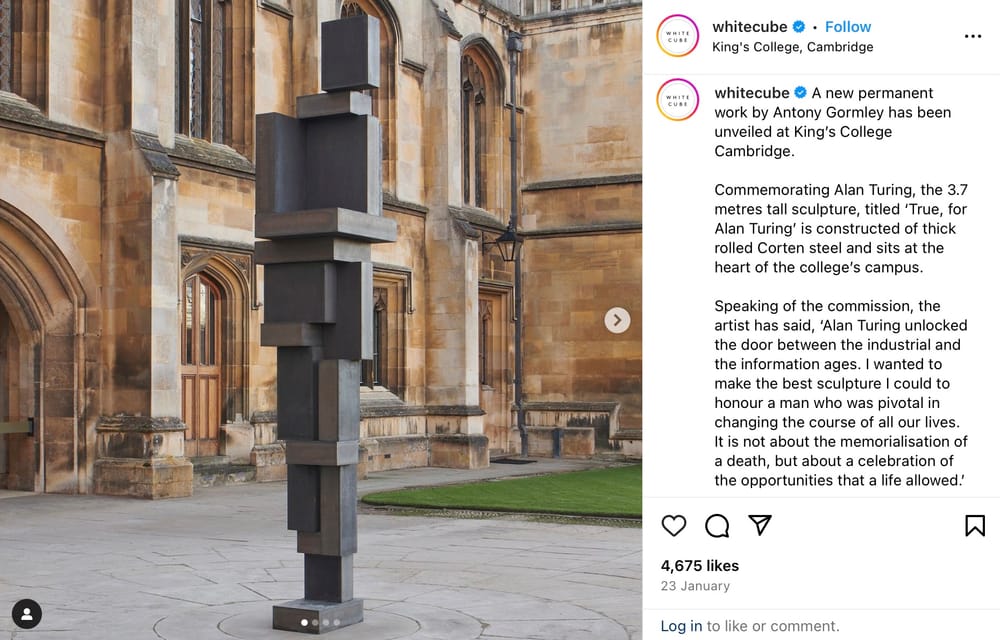 WHITE
CUBE
whitecube • Follow
King's College, Cambridge
WHITE
CUBE
whitecube A new permanent
work by Antony Gormley has been
unveiled at King’s College
Cambridge.
Commemorating Alan Turing, the 3.7
metres tall sculpture, titled ‘True, for
Alan Turing’ is constructed of thick
rolled Corten steel and sits at the
heart of the college’s campus.
Speaking of the commission, the
artist has said, ‘Alan Turing unlocked
the door between the industrial and
the information ages. I wanted to
make the best sculpture I could to
honour a man who was pivotal in
changing the course of all our lives.
It is not about the memorialisation of
a death, but about a celebration of
the opportunities that a life allowed.’
4,675 likes
23 January
Log in to like or comment.